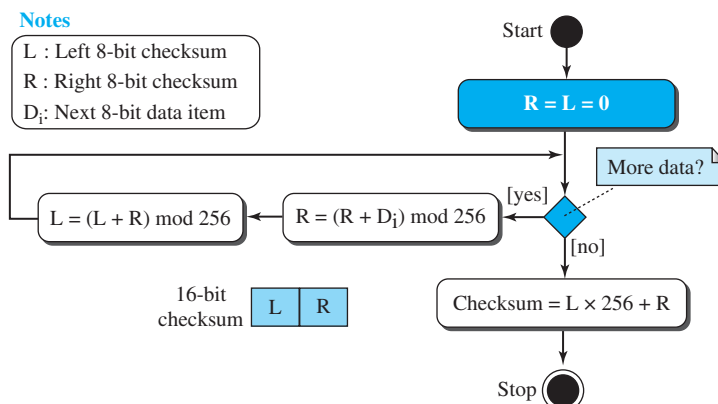 Notes
L : Left 8-bit checksum
R : Right 8-bit checksum
Dᵢ: Next 8-bit data item
Start
R = L = 0
More data?
[yes]
L = (L + R) mod 256
R = (R + Dᵢ) mod 256
[no]
16-bit
checksum
L R
Checksum = L × 256 + R
Stop